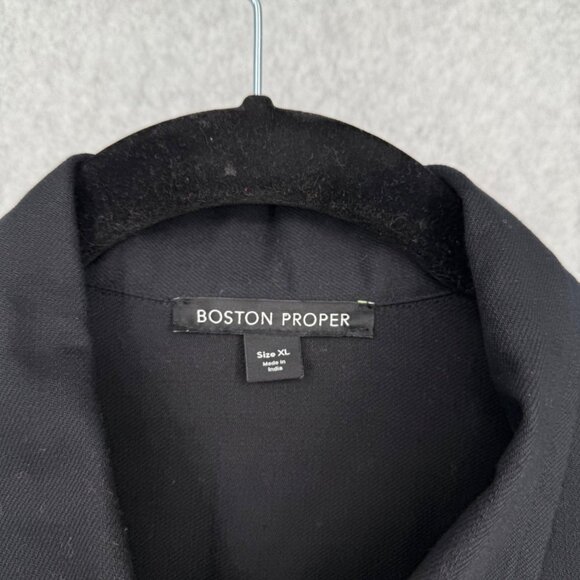 BOSTON PROPER
Size XL
Made in
India